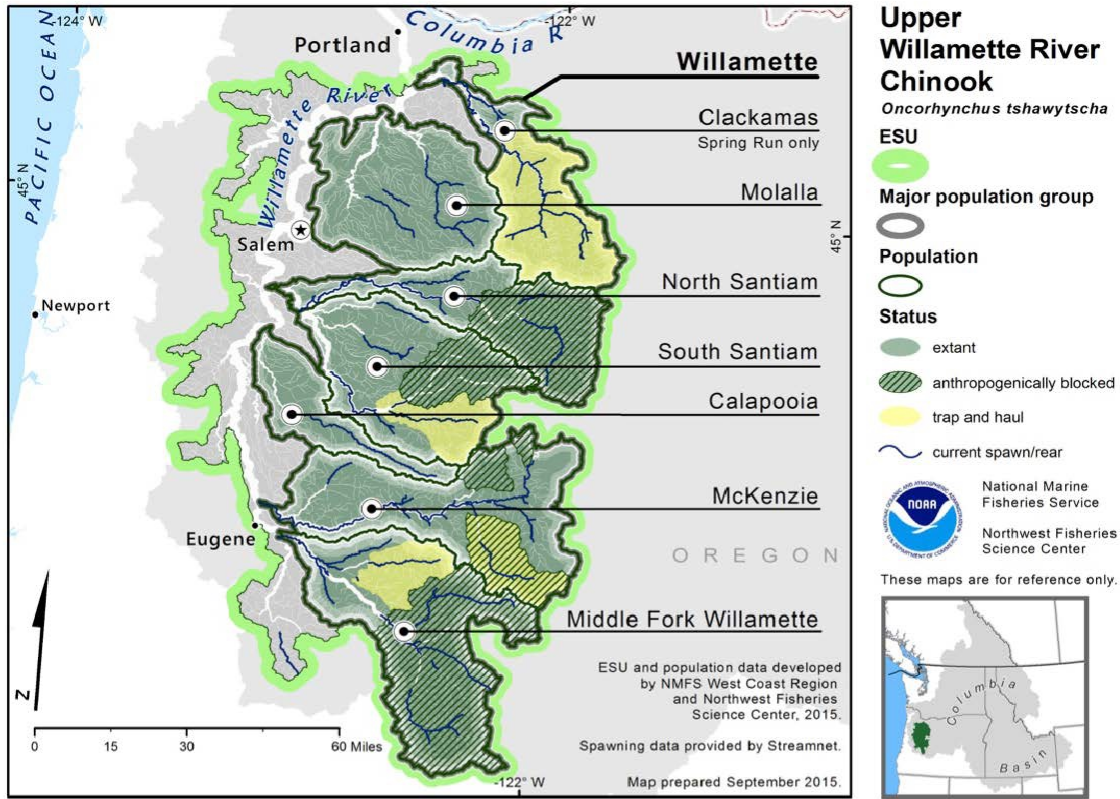 -124° W
-122° W
Columbia R
Portland
Willamette
Willamette River
Clackamas
Spring Run only
PACIFIC OCEAN
45° N
Molalla
Salem
45° N
North Santiam
Newport
South Santiam
Calapooia
McKenzie
Eugene
OREGON
Middle Fork Willamette
N
ESU and population data developed
by NMFS West Coast Region
and Northwest Fisheries
Science Center, 2015.
0 15 30 60 Miles
Spawning data provided by Streamnet.
Map prepared September 2015.
-122° W
Upper
Willamette River
Chinook
Oncorhynchus tshawytscha
ESU
Major population group
Population
Status
extant
anthropogenically blocked
trap and haul
current spawn/rear
NOAA
National Marine
Fisheries Service
Northwest Fisheries
Science Center
These maps are for reference only.
Columbia
Basin